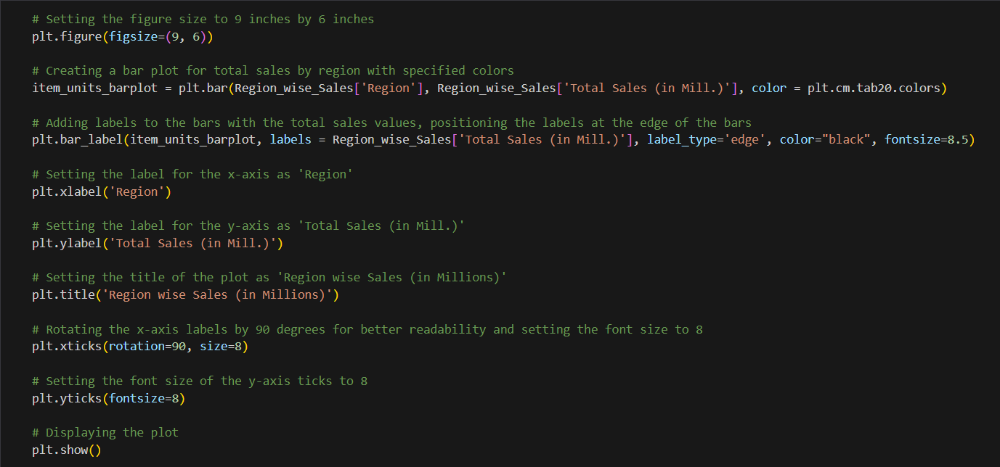 # Setting the figure size to 9 inches by 6 inches
plt.figure(figsize=(9, 6))
# Creating a bar plot for total sales by region with specified colors
item_units_barplot = plt.bar(Region_wise_Sales['Region'], Region_wise_Sales['Total Sales (in Mill.)'], color = plt.cm.tab20.colors)
# Adding labels to the bars with the total sales values, positioning the labels at the edge of the bars
plt.bar_label(item_units_barplot, labels = Region_wise_Sales['Total Sales (in Mill.)'], label_type='edge', color="black", fontsize=8.5)
# Setting the label for the x-axis as 'Region'
plt.xlabel('Region')
# Setting the label for the y-axis as 'Total Sales (in Mill.)'
plt.ylabel('Total Sales (in Mill.)')
# Setting the title of the plot as 'Region wise Sales (in Millions)'
plt.title('Region wise Sales (in Millions)')
# Rotating the x-axis labels by 90 degrees for better readability and setting the font size to 8
plt.xticks(rotation=90, size=8)
# Setting the font size of the y-axis ticks to 8
plt.yticks(fontsize=8)
# Displaying the plot
plt.show()